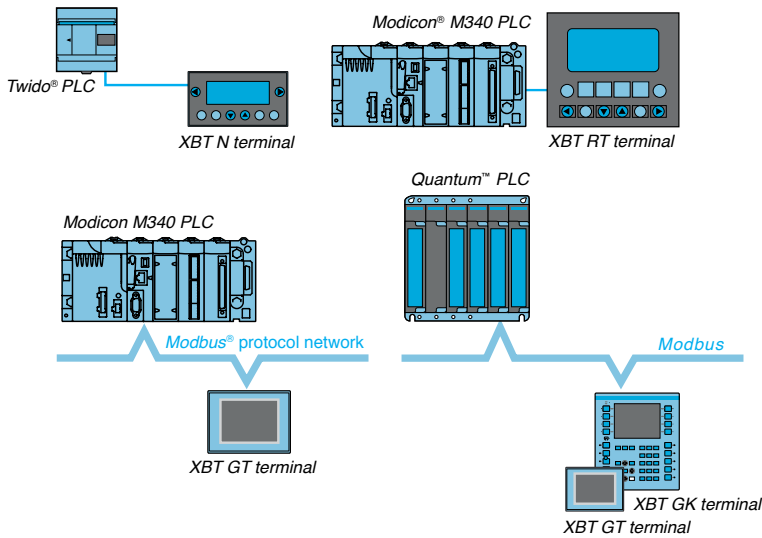 Modicon® M340 PLC
Twido® PLC
XBT N terminal
XBT RT terminal
Quantum™ PLC
Modicon M340 PLC
Modbus® protocol network
Modbus
XBT GT terminal
XBT GK terminal
XBT GT terminal